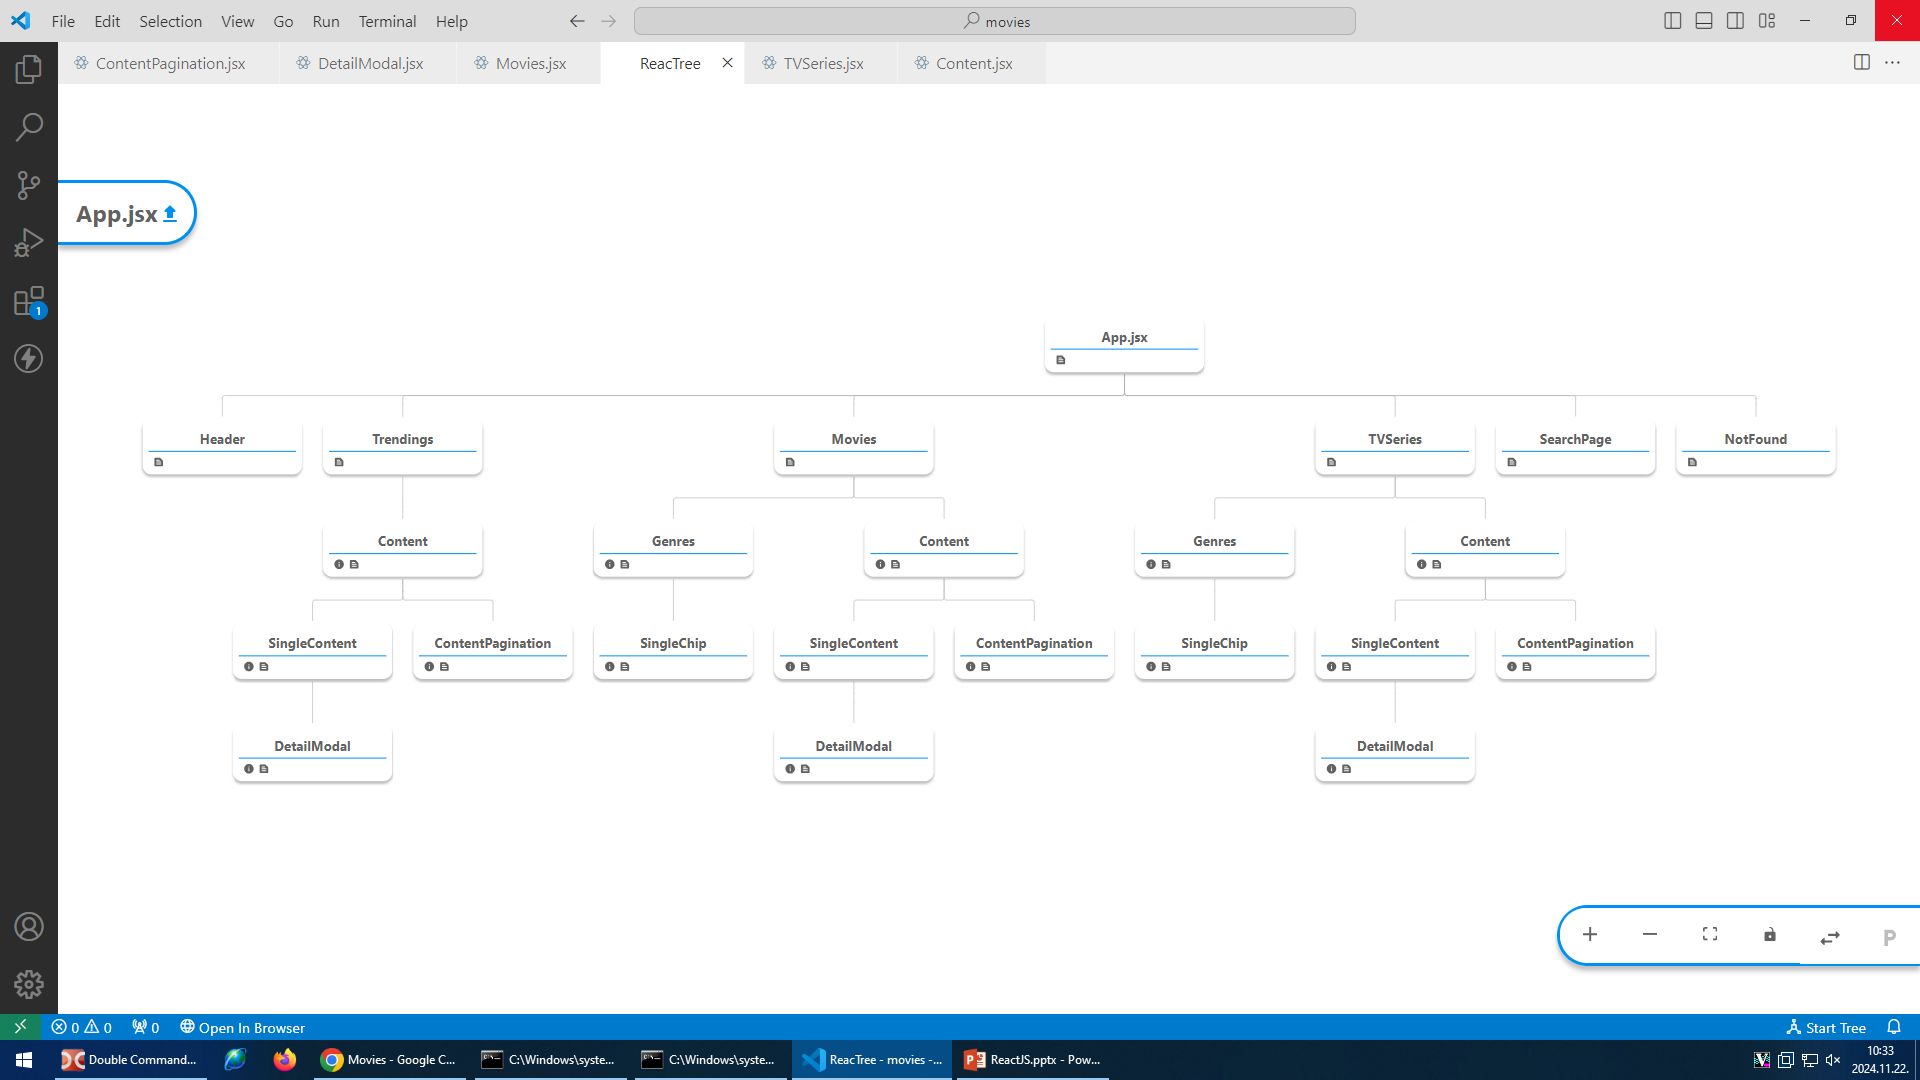 File Edit Selection View Go Run Terminal Help
movies
ContentPagination.jsx DetailModal.jsx Movies.jsx ReacTree TVSeries.jsx Content.jsx
App.jsx
1
App.jsx
Header Trendings Movies TVSeries SearchPage NotFound
Content Genres Content Genres Content
SingleContent ContentPagination SingleChip SingleContent ContentPagination SingleChip SingleContent ContentPagination
DetailModal DetailModal DetailModal
P
0 0 0 Open In Browser Start Tree
Double Command... Movies - Google C... C:\Windows\syste... C:\Windows\syste... ReacTree - movies -... ReactJS.pptx - Pow...
10:33
2024.11.22.